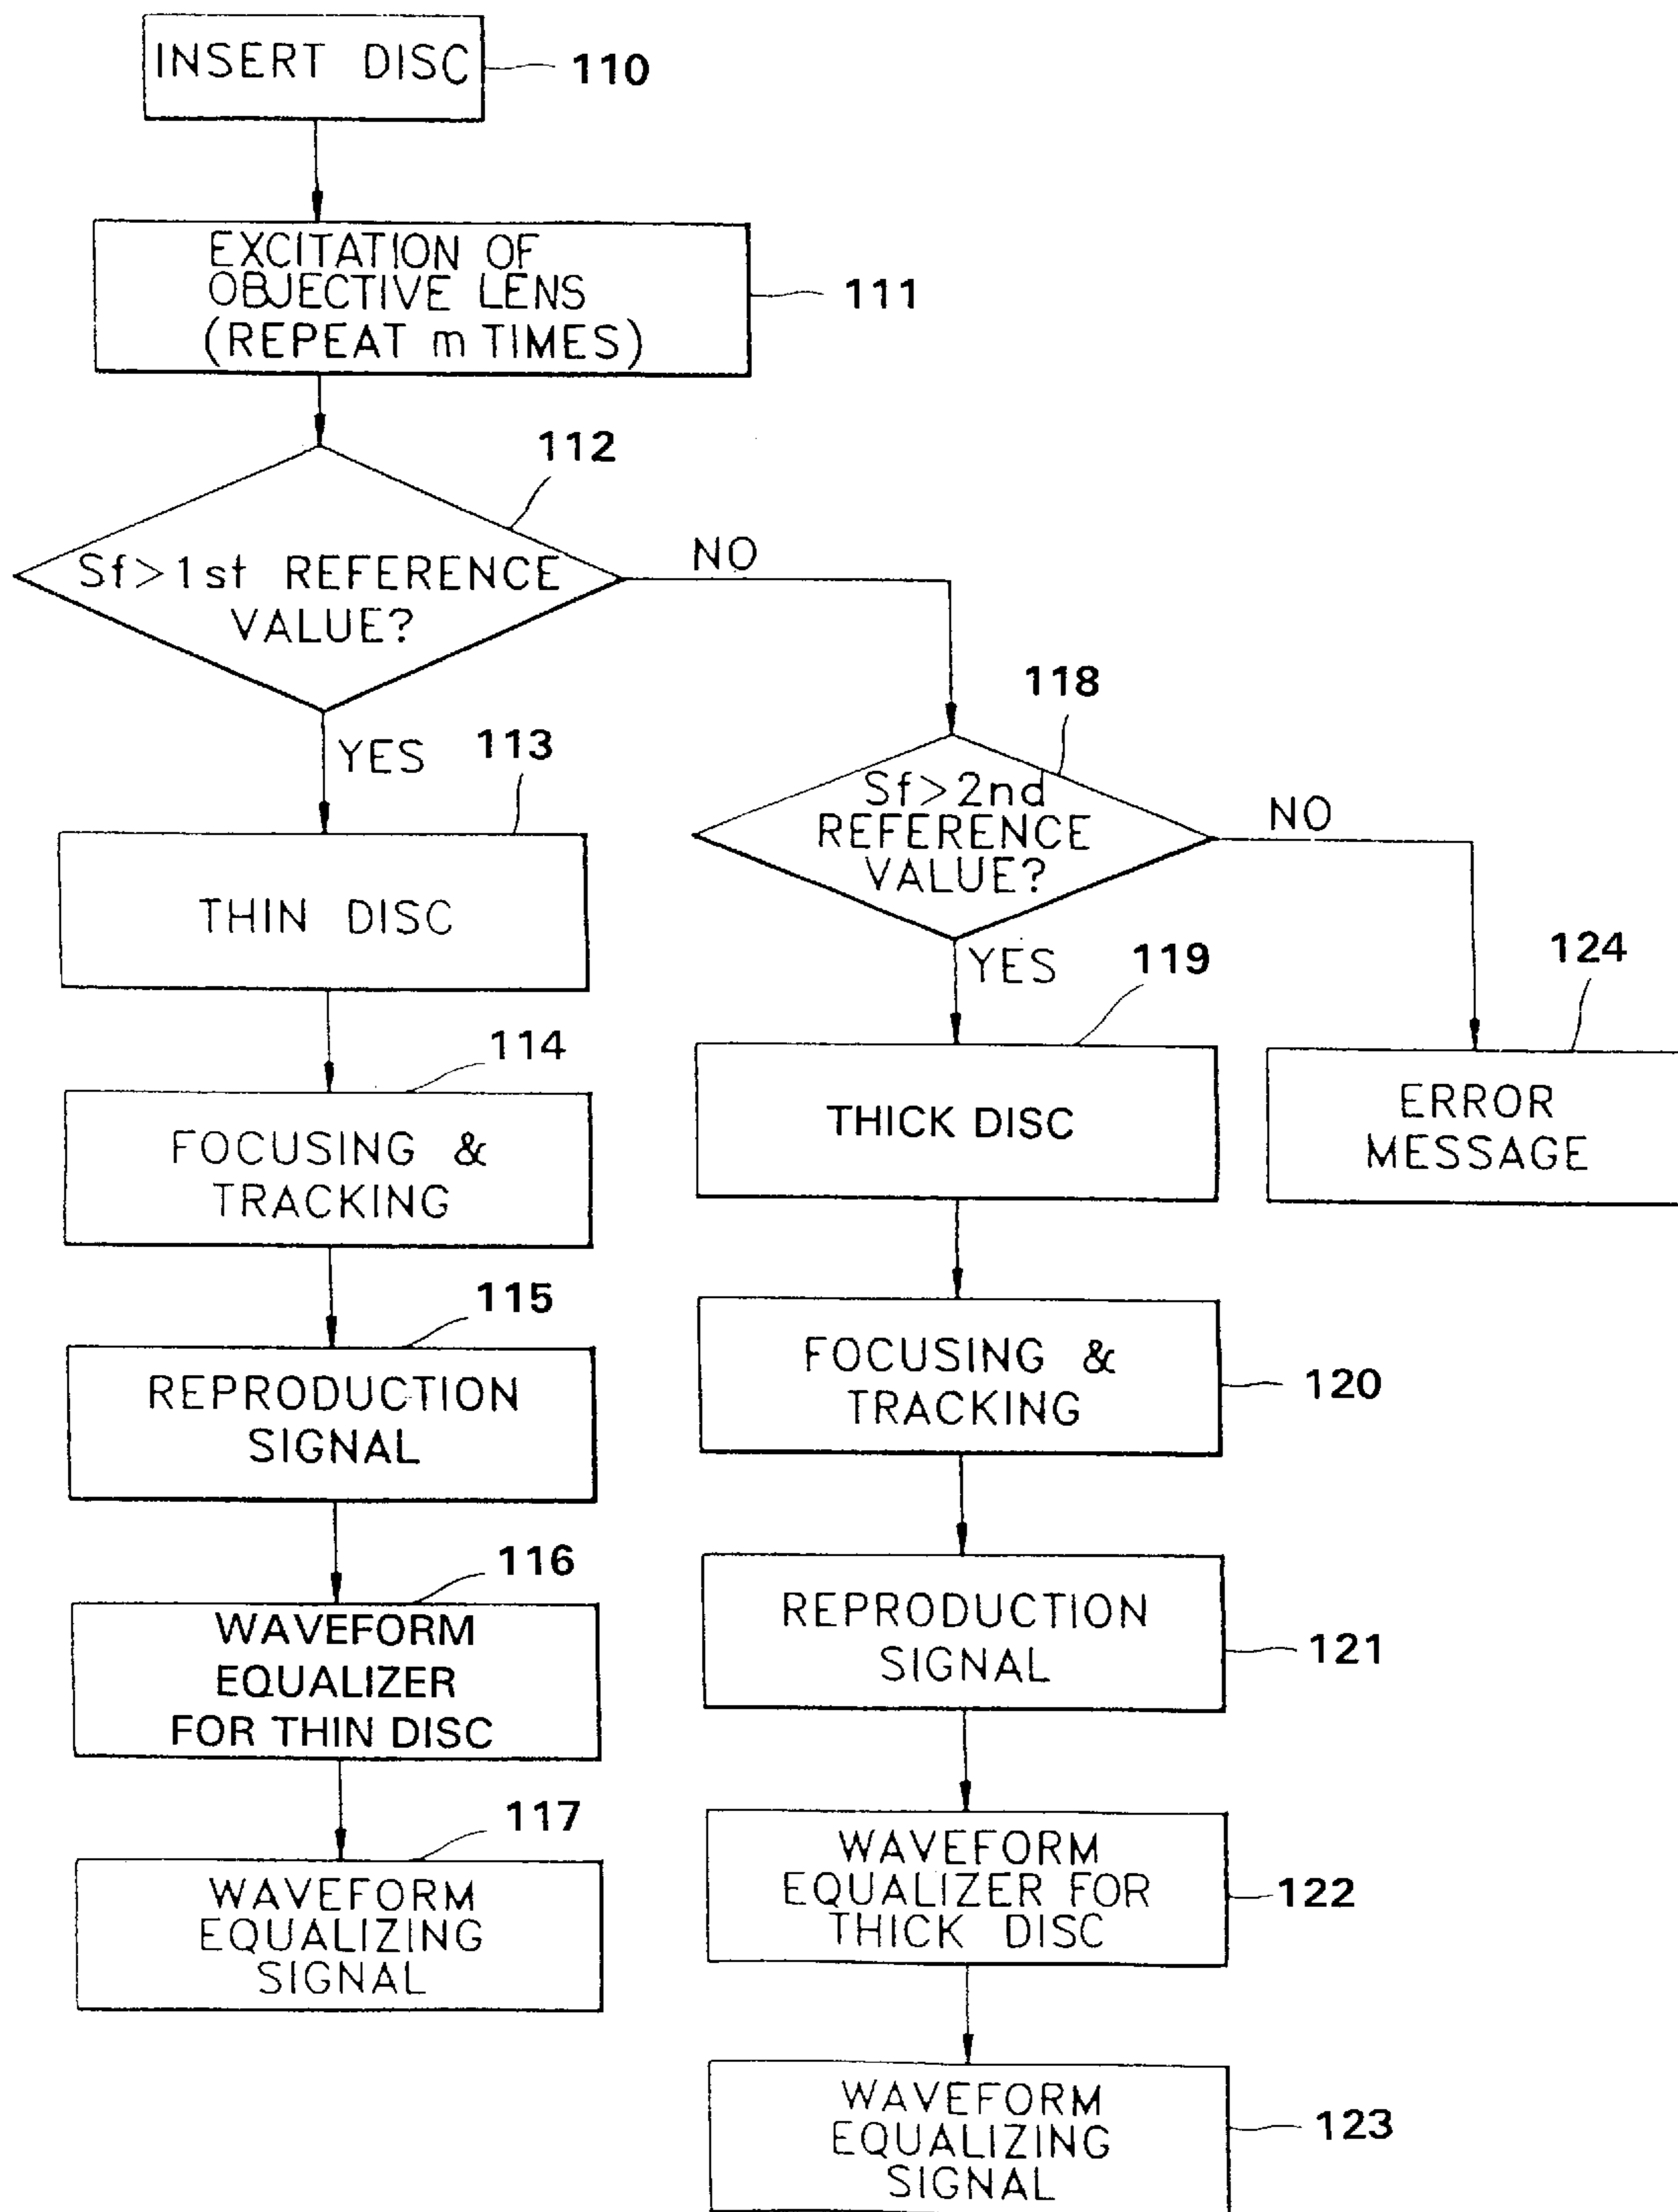 INSERT DISC
110
EXCITATION OF
OBJECTIVE LENS
(REPEAT m TIMES)
111
112
Sf>1st REFERENCE
VALUE?
NO
YES
113
THIN DISC
114
FOCUSING &
TRACKING
115
REPRODUCTION
SIGNAL
116
WAVEFORM
EQUALIZER
FOR THIN DISC
117
WAVEFORM
EQUALIZING
SIGNAL
118
Sf>2nd
REFERENCE
VALUE?
NO
YES
119
THICK DISC
FOCUSING &
TRACKING
120
REPRODUCTION
SIGNAL
121
WAVEFORM
EQUALIZER FOR
THICK DISC
122
WAVEFORM
EQUALIZING
SIGNAL
123
124
ERROR
MESSAGE